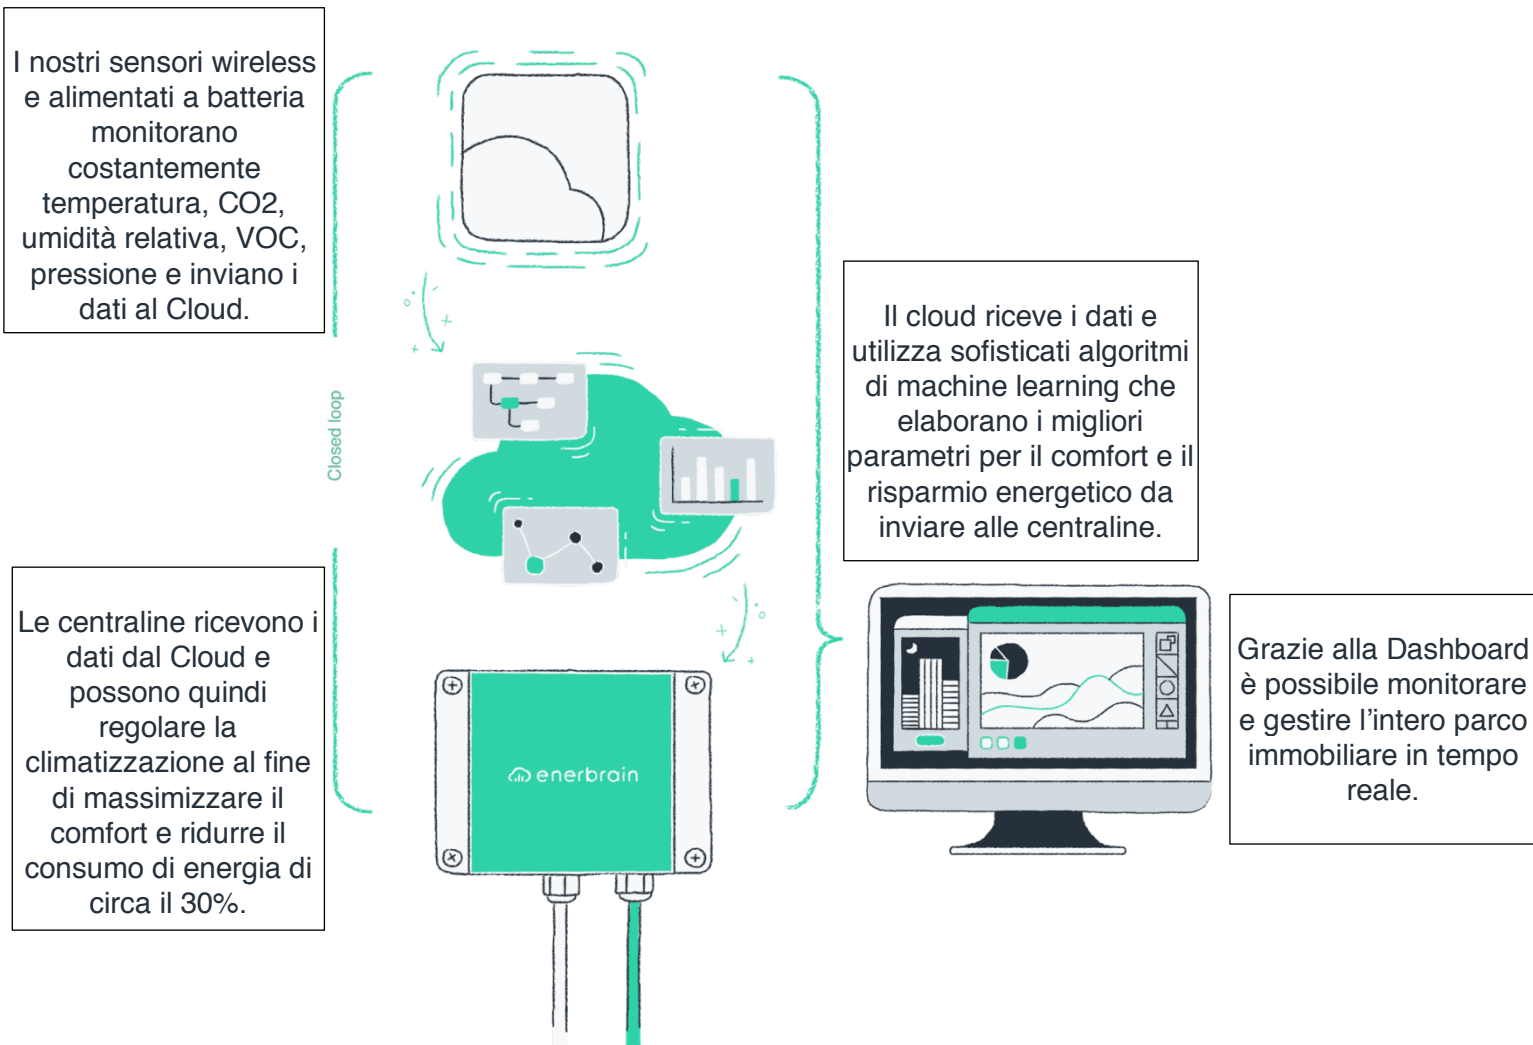 I nostri sensori wireless
e alimentati a batteria
monitorano
costantemente
temperatura, CO2,
umidità relativa, VOC,
pressione e inviano i
dati al Cloud.
Closed loop
Il cloud riceve i dati e
utilizza sofisticati algoritmi
di machine learning che
elaborano i migliori
parametri per il comfort e il
risparmio energetico da
inviare alle centraline.
Le centraline ricevono i
dati dal Cloud e
possono quindi
regolare la
climatizzazione al fine
di massimizzare il
comfort e ridurre il
consumo di energia di
circa il 30%.
enerbrain
Grazie alla Dashboard
è possibile monitorare
e gestire l’intero parco
immobiliare in tempo
reale.